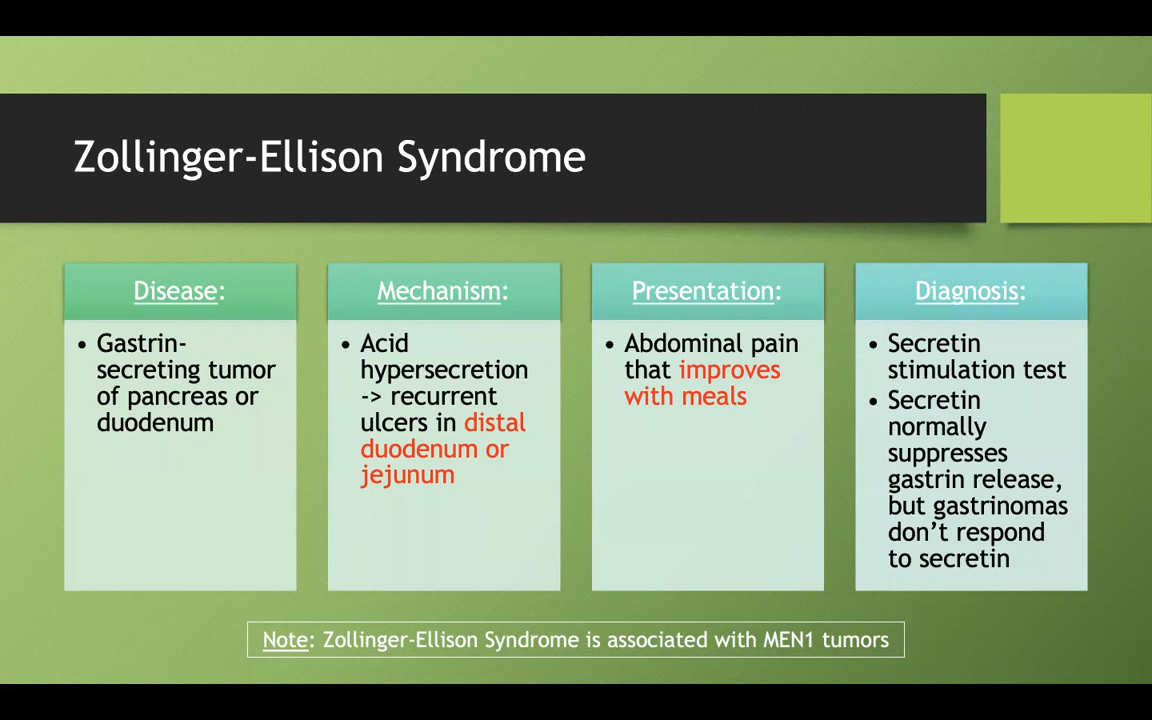 Zollinger-Ellison Syndrome
Disease:
• Gastrin-
secreting tumor
of pancreas or
duodenum
Mechanism:
• Acid
hypersecretion
-> recurrent
ulcers in distal
duodenum or
jejunum
Presentation:
• Abdominal pain
that improves
with meals
Diagnosis:
• Secretin
stimulation test
• Secretin
normally
suppresses
gastrin release,
but gastrinomas
don’t respond
to secretin
Note: Zollinger-Ellison Syndrome is associated with MEN1 tumors